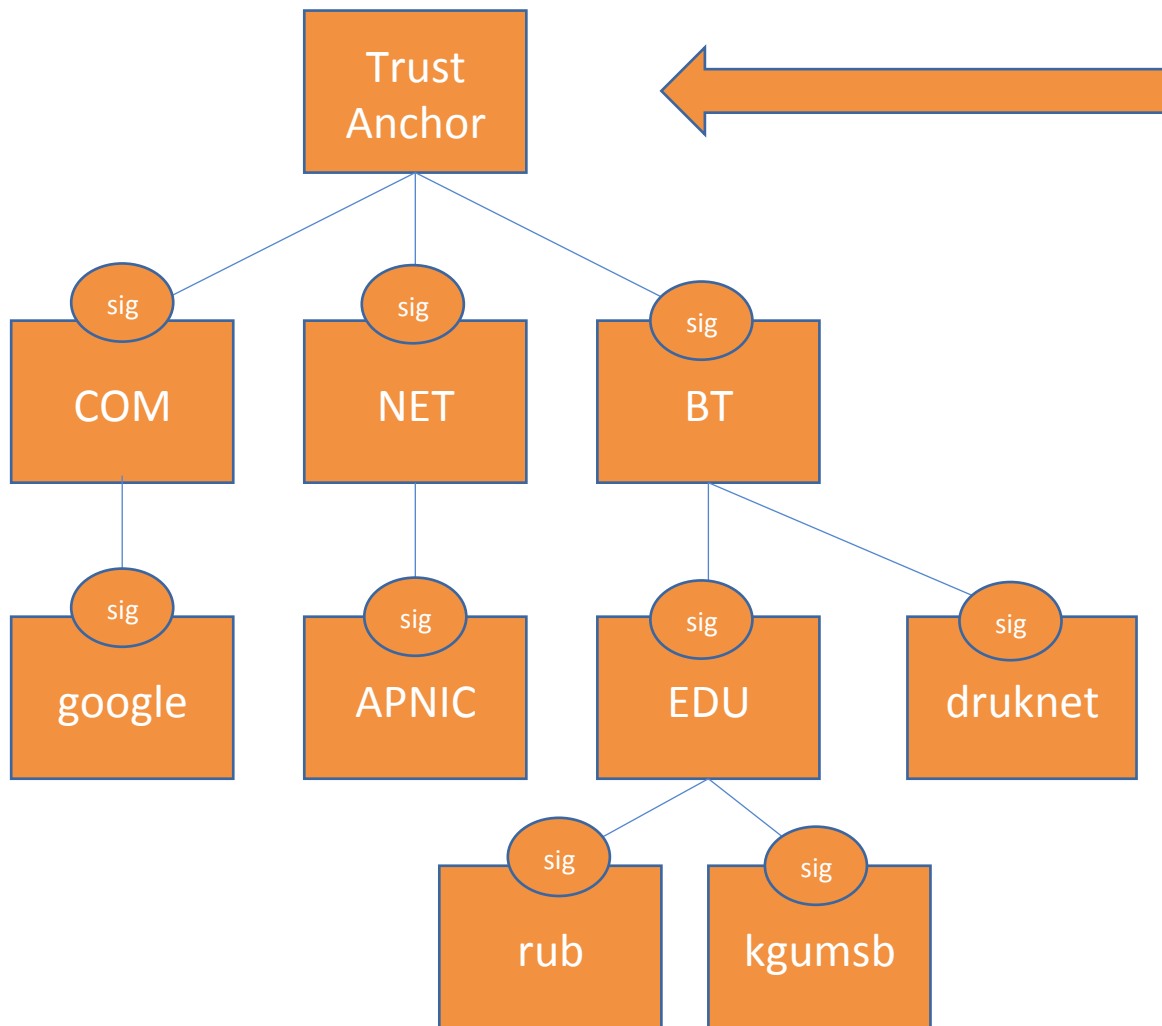 Trust
Anchor
sig
sig
sig
COM
NET
BT
sig
sig
sig
sig
google
APNIC
EDU
druknet
sig
sig
rub
kgumsb